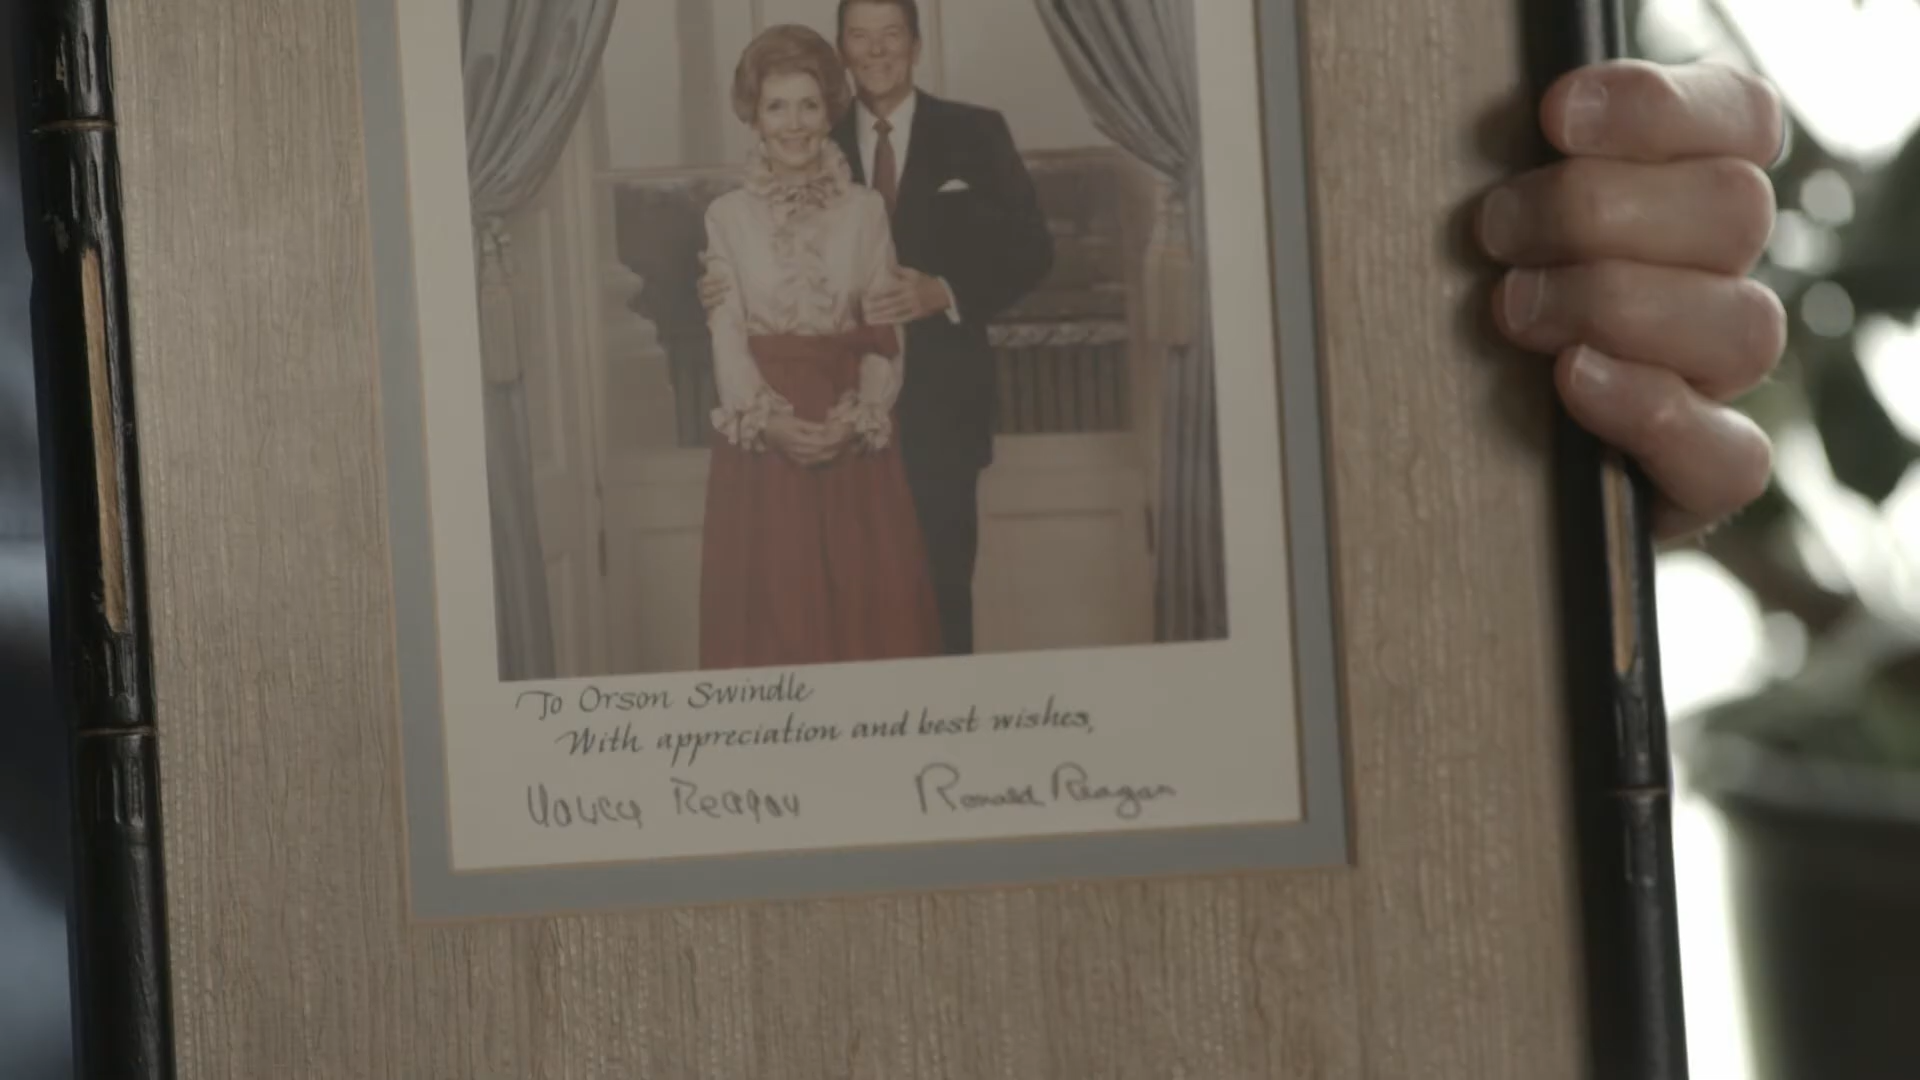 To Orson Swindle
With appreciation and best wishes,
Nancy Reagan Ronald Reagan